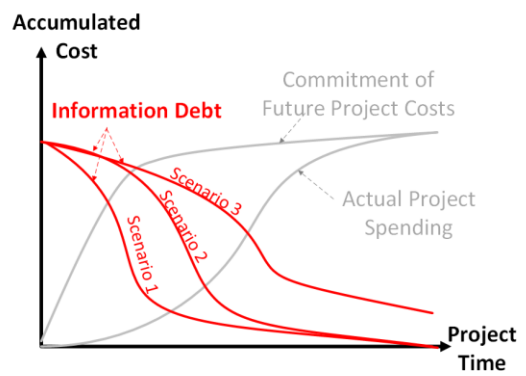 Accumulated
Cost
Commitment of
Future Project Costs
Information Debt
Actual Project
Spending
Scenario 1
Scenario 2
Scenario 3
Project
Time